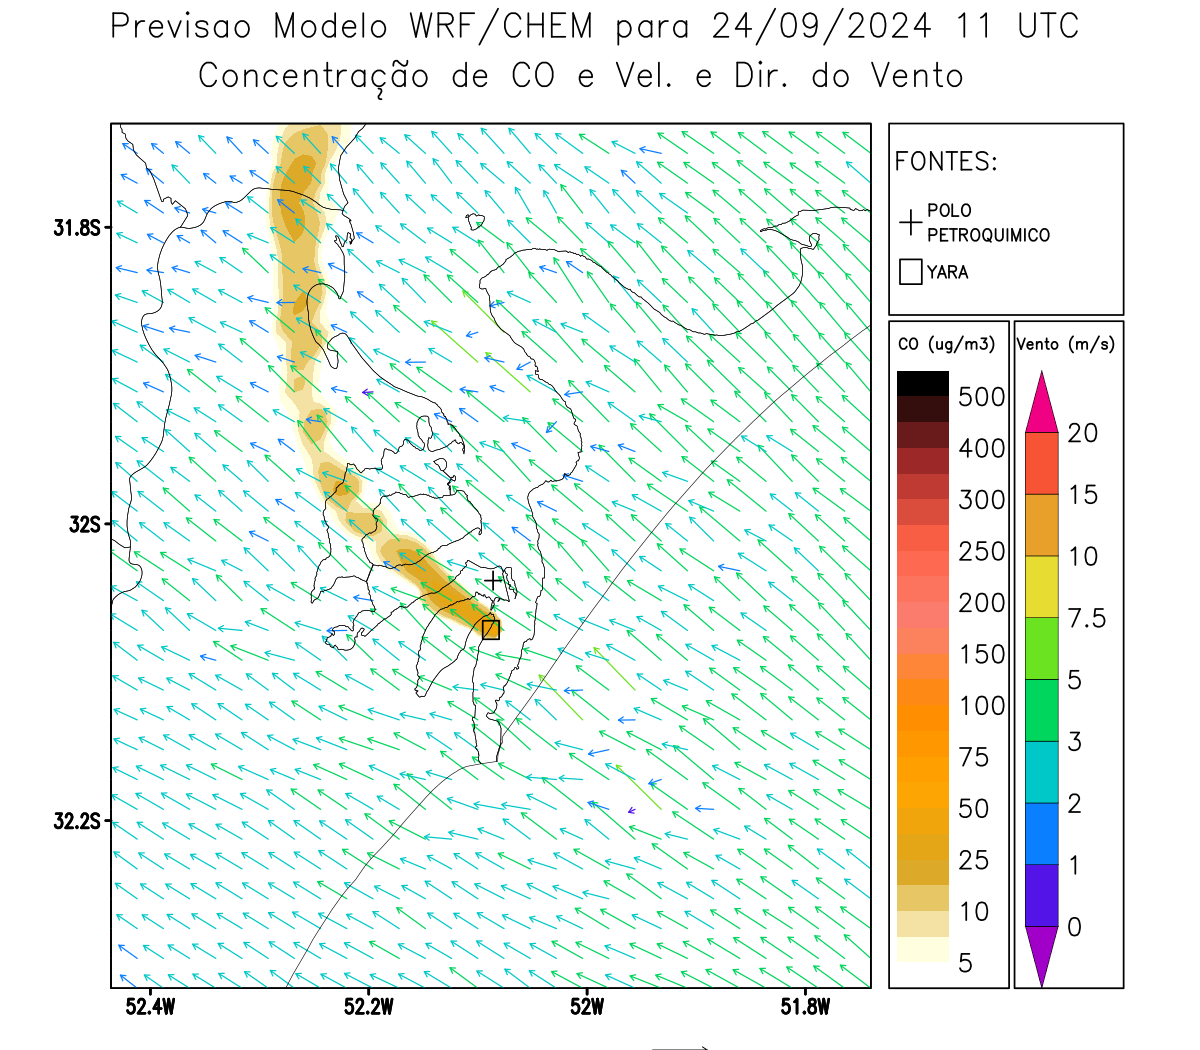 Previsao Modelo WRF/CHEM para 24/09/2024 11 UTC
Concentração de CO e Vel. e Dir. do Vento
FONTES:
POLO
PETROQUIMICO
YARA
CO (ug/m3)
500
400
300
250
200
150
100
75
50
25
10
5
Vento (m/s)
20
15
10
7.5
5
3
2
1
0
31.8S
32S
32.2S
52.4W
52.2W
52W
51.8W